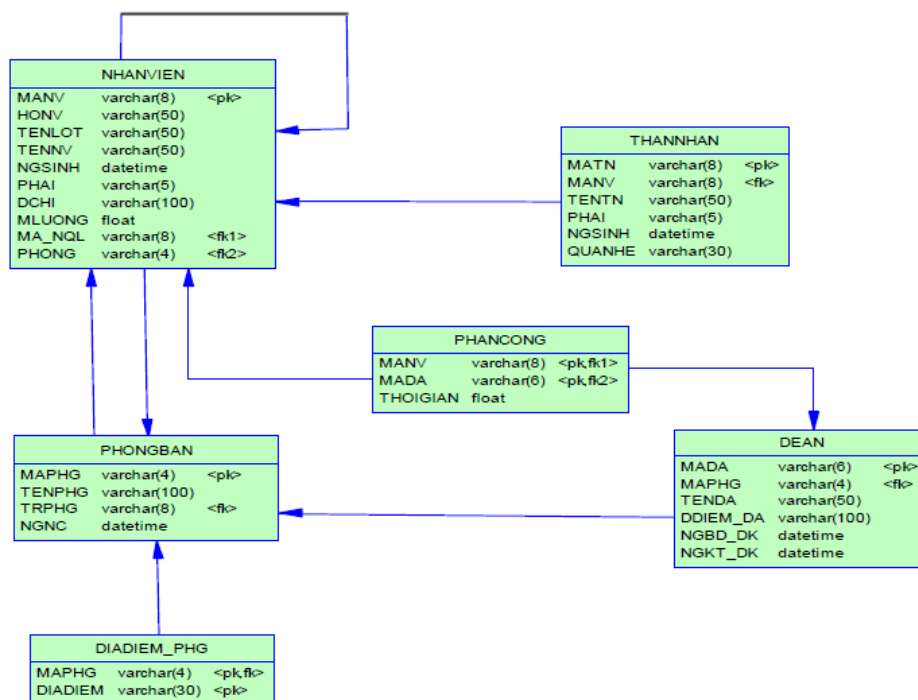 NHANVIEN
MANV varchar(8) <pk>
HONV varchar(50)
TENLOT varchar(50)
TENNV varchar(50)
NGSINH datetime
PHAI varchar(5)
DCHI varchar(100)
MLUONG float
MA_NQL varchar(8) <fk1>
PHONG varchar(4) <fk2>
THANNHAN
MATN varchar(8) <pk>
MANV varchar(8) <fk>
TENTN varchar(50)
PHAI varchar(5)
NGSINH datetime
QUANHE varchar(30)
PHANCONG
MANV varchar(8) <pk,fk1>
MADA varchar(6) <pk,fk2>
THOIGIAN float
PHONGBAN
MAPHG varchar(4) <pk>
TENPHG varchar(100)
TRPHG varchar(8) <fk>
NGNC datetime
DEAN
MADA varchar(6) <pk>
MAPHG varchar(4) <fk>
TENDA varchar(50)
DDIEM_DA varchar(100)
NGBD_DK datetime
NGKT_DK datetime
DIADIEM_PHG
MAPHG varchar(4) <pk,fk>
DIADIEM varchar(30) <pk>